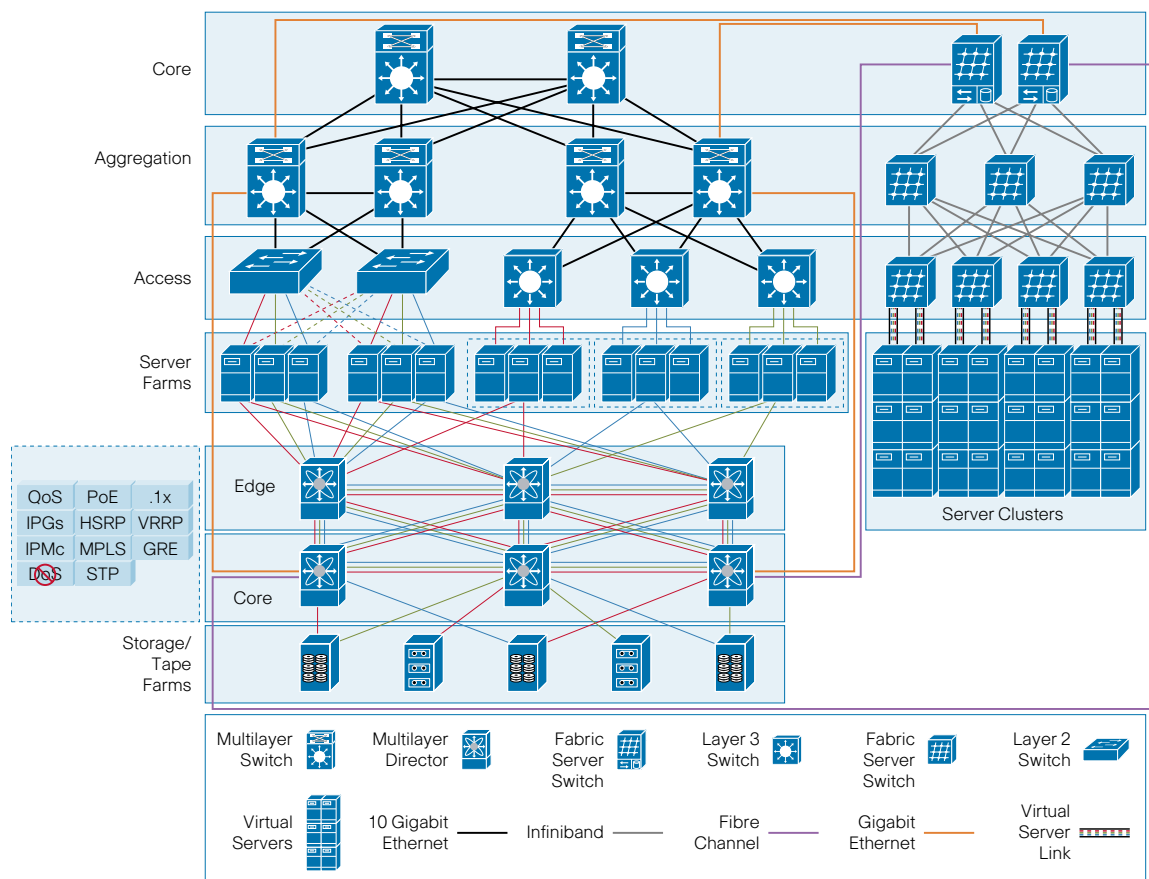 Core
Aggregation
Access
Server
Farms
Server Clusters
Edge
QoS PoE .1x
IPGs HSRP VRRP
IPMc MPLS GRE
DoS STP
Core
Storage/
Tape
Farms
Multilayer
Switch
Multilayer
Director
Fabric
Server
Switch
Layer 3
Switch
Fabric
Server
Switch
Layer 2
Switch
Virtual
Servers
10 Gigabit
Ethernet
Infiniband
Fibre
Channel
Gigabit
Ethernet
Virtual
Server
Link